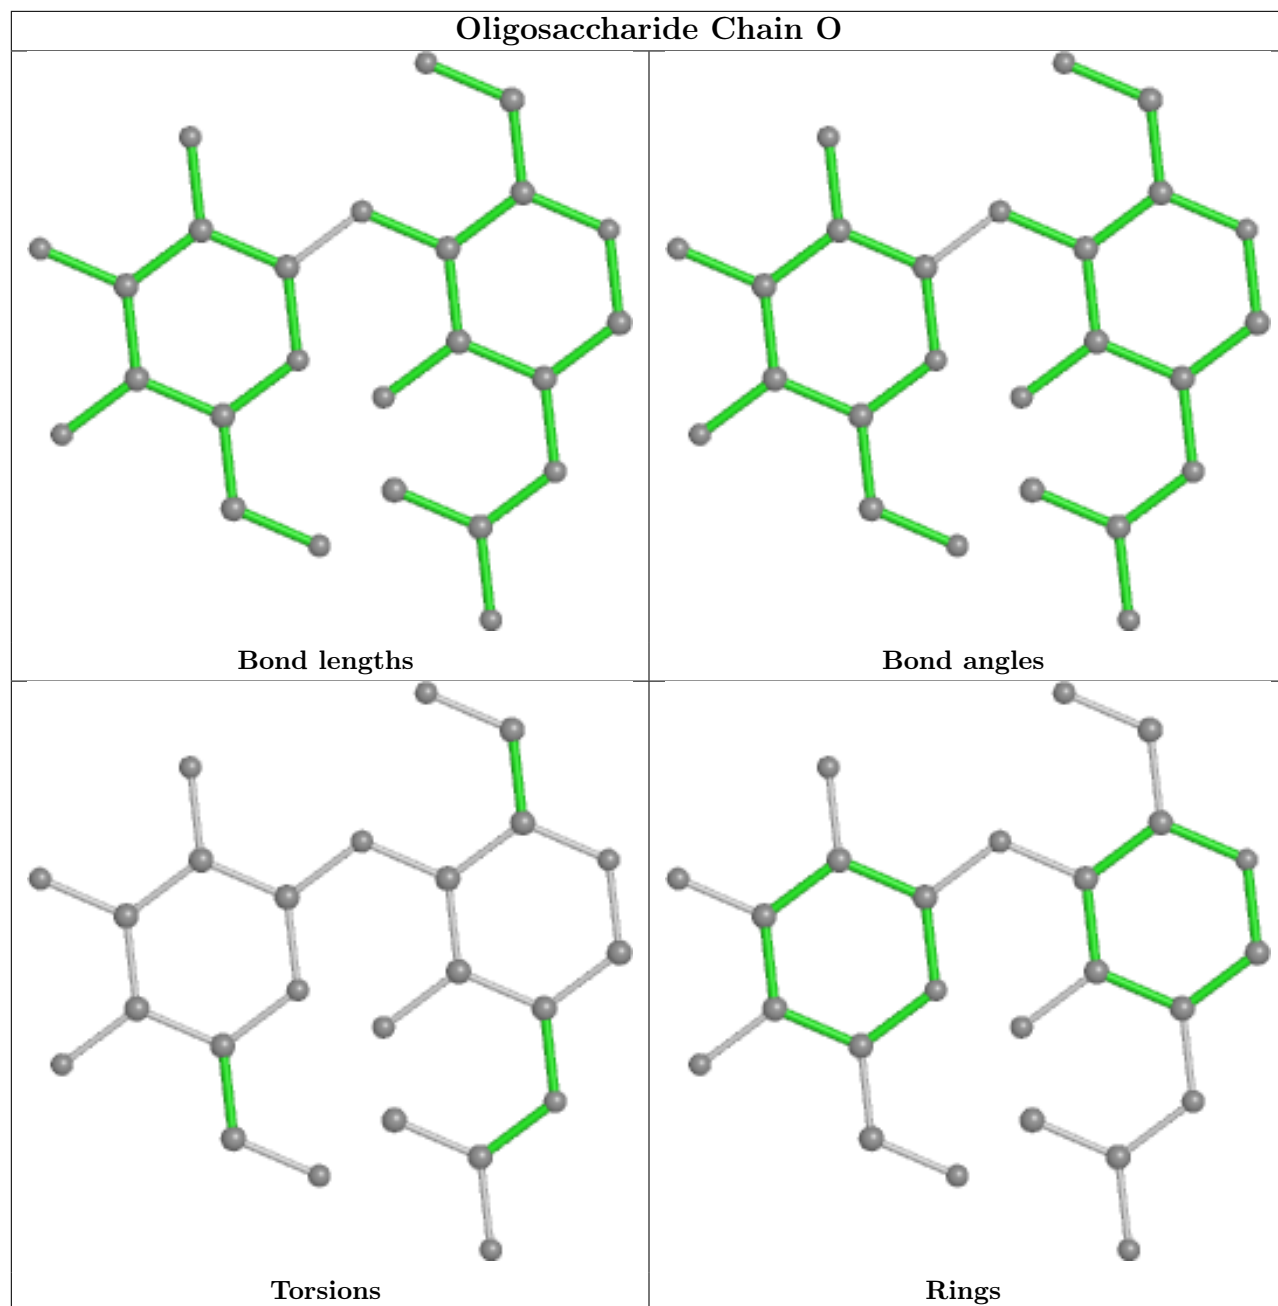 Oligosaccharide Chain O
Bond lengths
Bond angles
Torsions
Rings